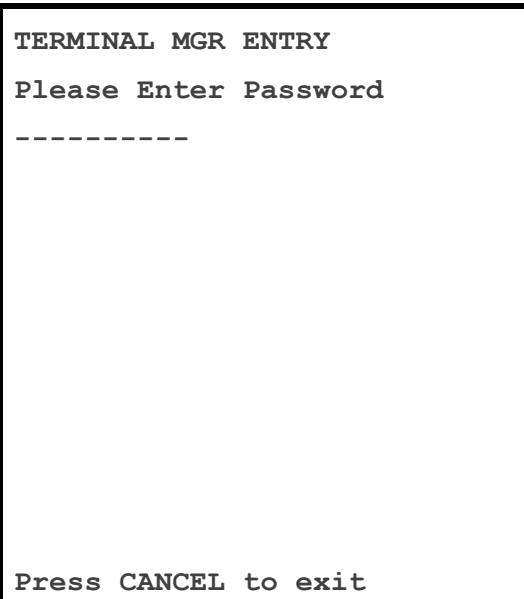 TERMINAL MGR ENTRY
Please Enter Password
----------
Press CANCEL to exit